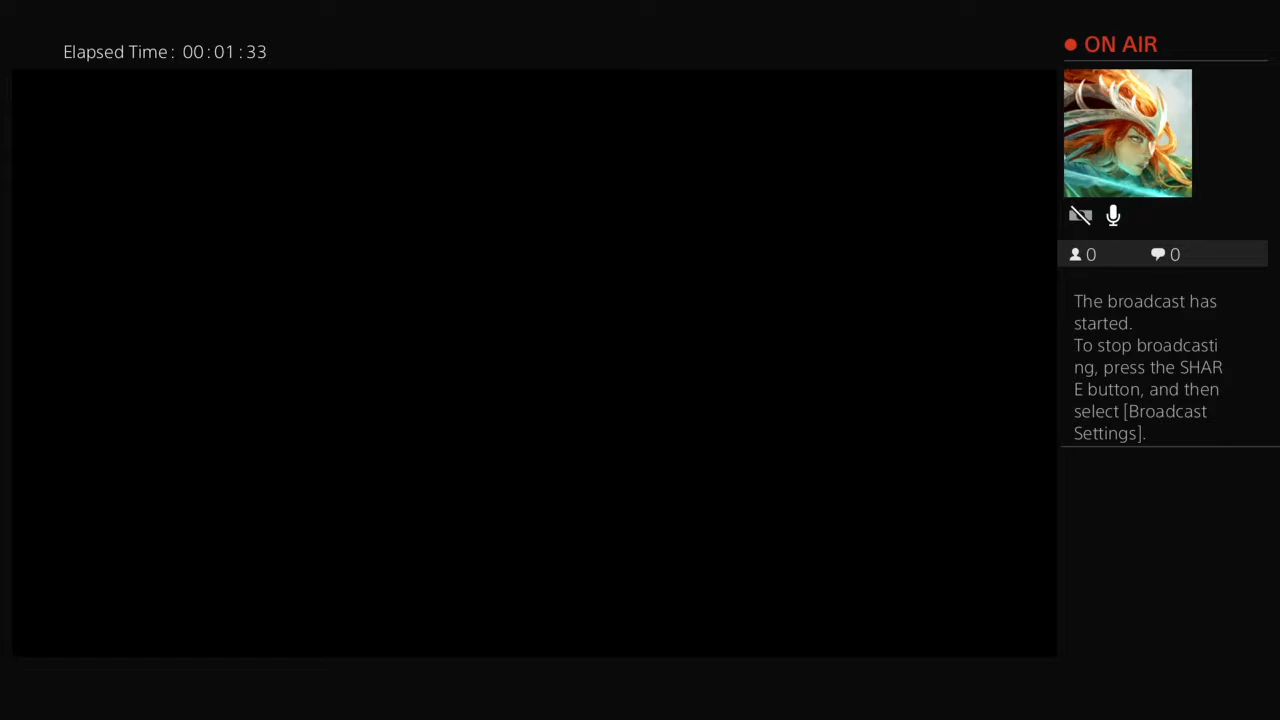 Elapsed Time: 00:01:33
ON AIR
0 0
The broadcast has
started.
To stop broadcasti
ng, press the SHAR
E button, and then
select [Broadcast
Settings].